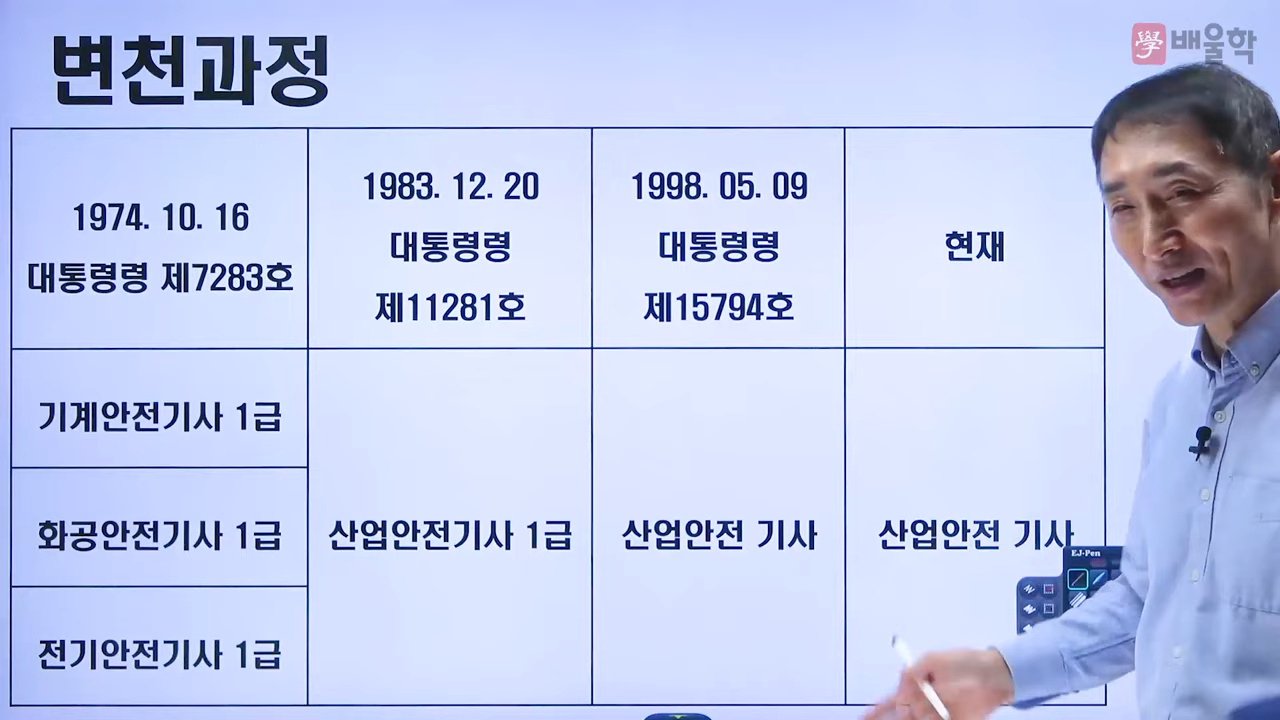 변천과정
學 배울학
1974. 10. 16
대통령령 제7283호
1983. 12. 20
대통령령
제11281호
1998. 05. 09
대통령령
제15794호
현재
기계안전기사 1급
화공안전기사 1급
전기안전기사 1급
산업안전기사 1급
산업안전 기사
산업안전 기사
EJ-Pen